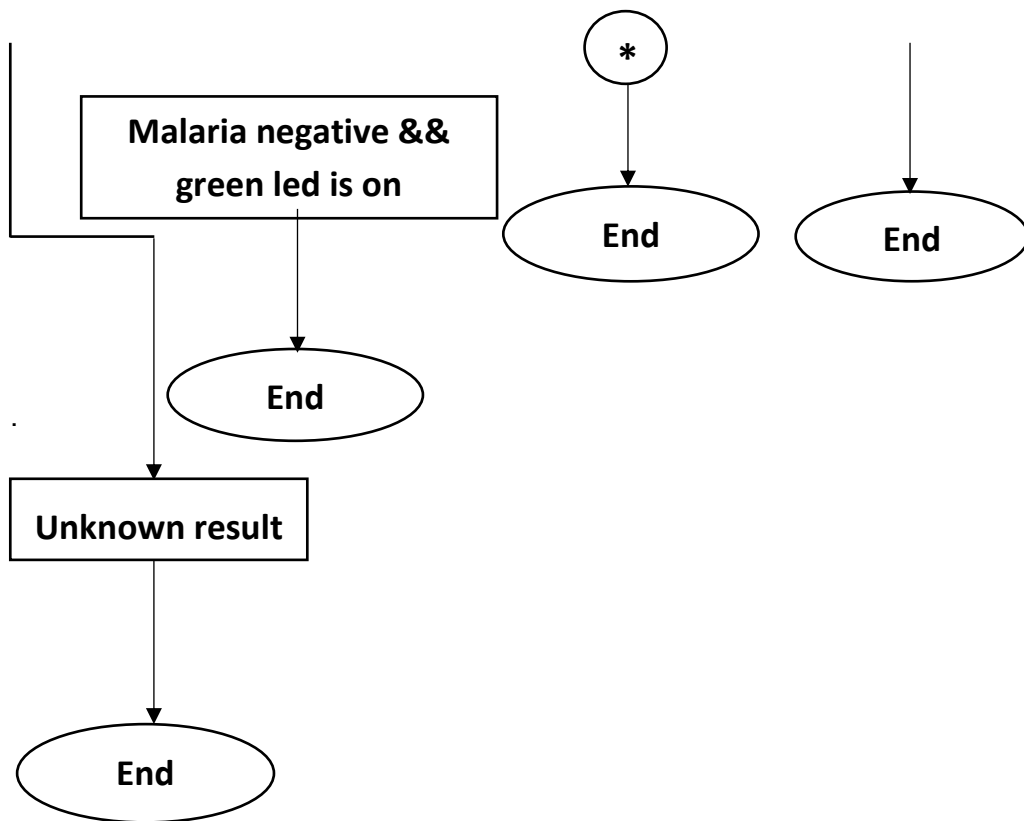 *
Malaria negative &&
green led is on
End
End
End
.
Unknown result
End